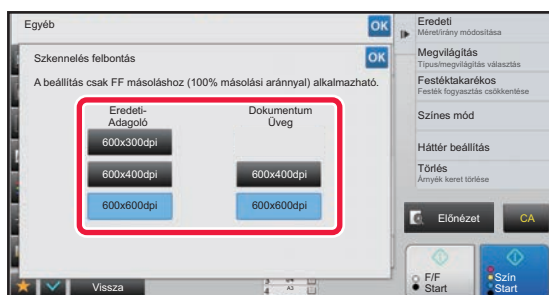 Egyéb
OK
Szkennelés felbontás
OK
A beállítás csak FF másoláshoz (100% másolási aránnyal) alkalmazható.
Eredeti-
Adagoló
Dokumentum
Üveg
600x300dpi
600x400dpi
600x400dpi
600x600dpi
600x600dpi
Vissza
A3
4
Eredeti
Méret/irány módosítása
Megvilágítás
Típus/megvilágítás választás
Festéktakarékos
Festék fogyasztás csökkentése
Színes mód
Háttér beállítás
Törlés
Árnyék keret törlése
Előnézet
CA
F/F
Start
Szín
Start